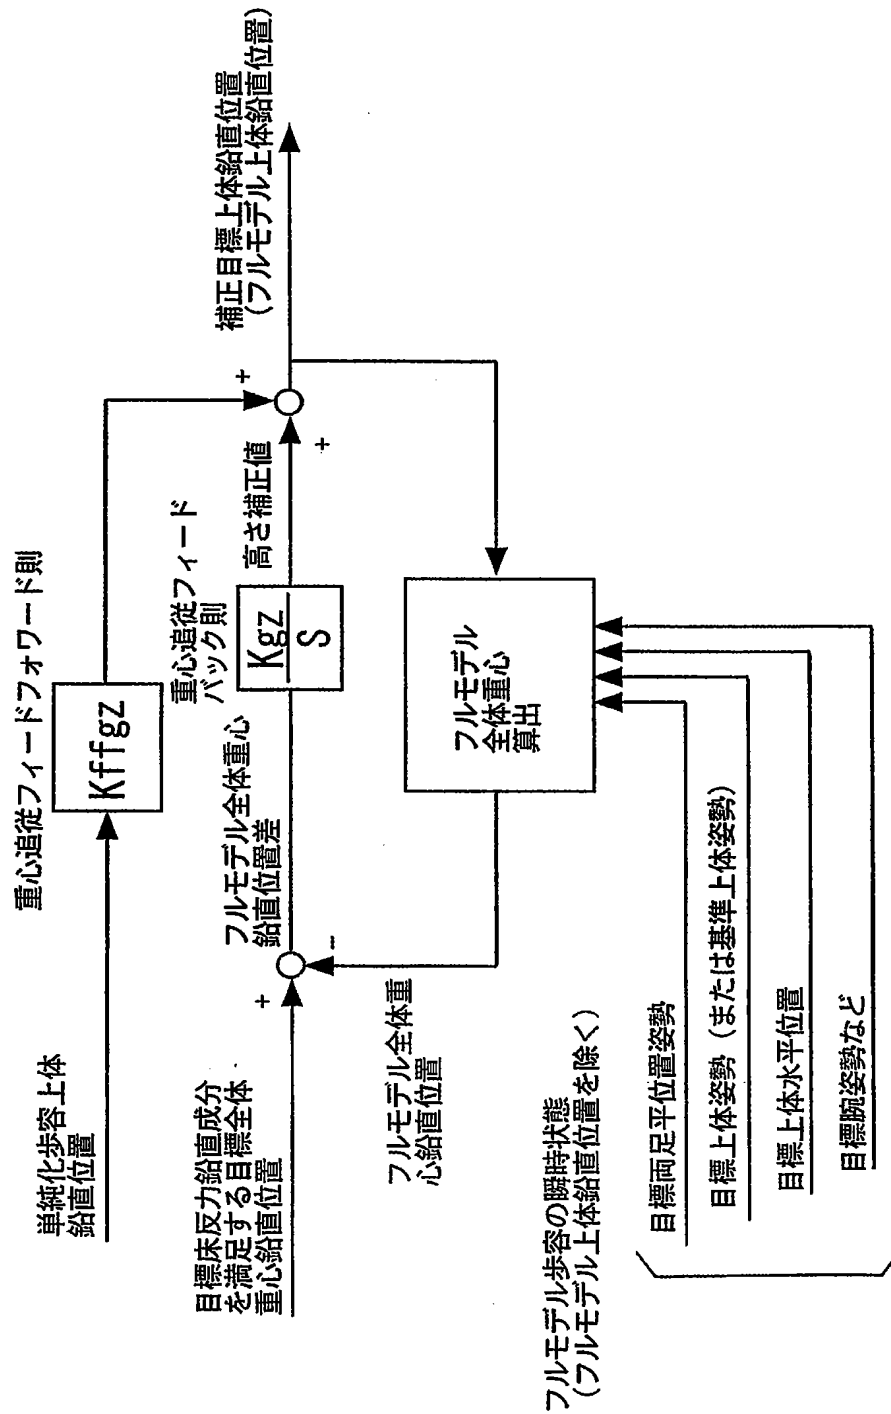 重心追従フィードフォワード則
Kffgz
単純化歩容上体
鉛直位置
重心追従フィード
バック則
Kgz
S
高さ補正値
+
+
補正目標上体鉛直位置
(フルモデル上体鉛直位置)
目標床反力鉛直成分
を満足する目標全体
重心鉛直位置
+
-
フルモデル全体重心
鉛直位置差
フルモデル全体重
心鉛直位置
フルモデル
全体重心
算出
フルモデル歩容の瞬時状態
(フルモデル上体鉛直位置を除く)
目標両足平位置姿勢
目標上体姿勢(または基準上体姿勢)
目標上体水平位置
目標腕姿勢など